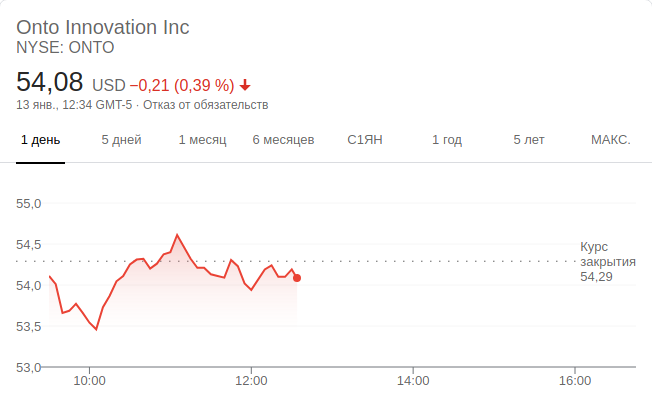 Onto Innovation Inc
NYSE: ONTO
54,08 USD −0,21 (0,39 %)
13 янв., 12:34 GMT-5 · Отказ от обязательств
1 день 5 дней 1 месяц 6 месяцев С1ЯН 1 год 5 лет МАКС.
55,0
54,5
54,0
53,5
53,0
Курс
закрытия
54,29
10:00 12:00 14:00 16:00